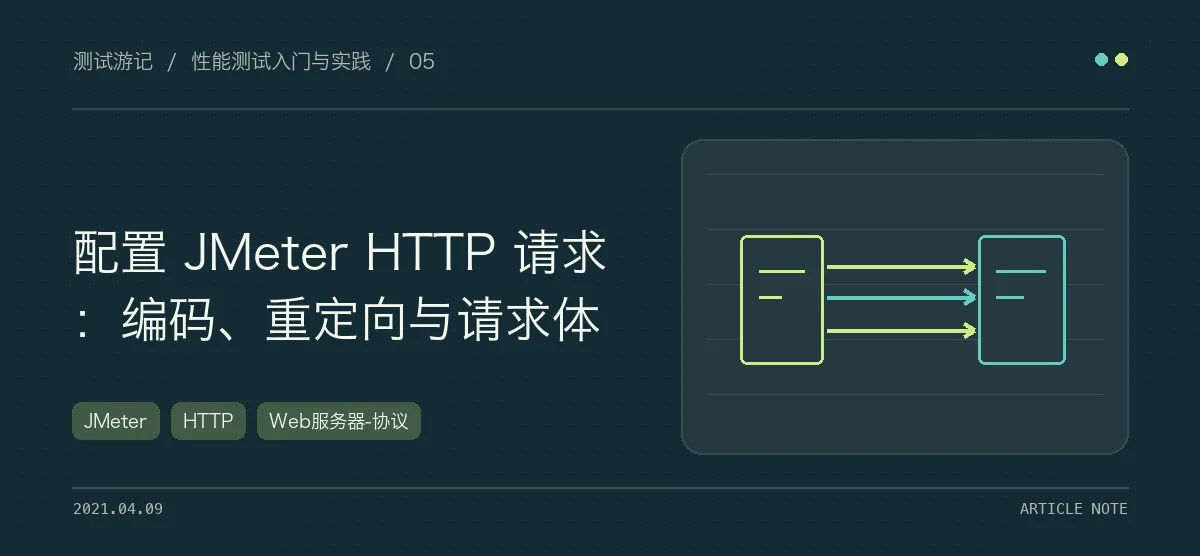 测试游记 / 性能测试入门与实践 / 05
配置 JMeter HTTP 请求
：编码、重定向与请求体
JMeter HTTP Web服务器-协议
2021.04.09
ARTICLE NOTE